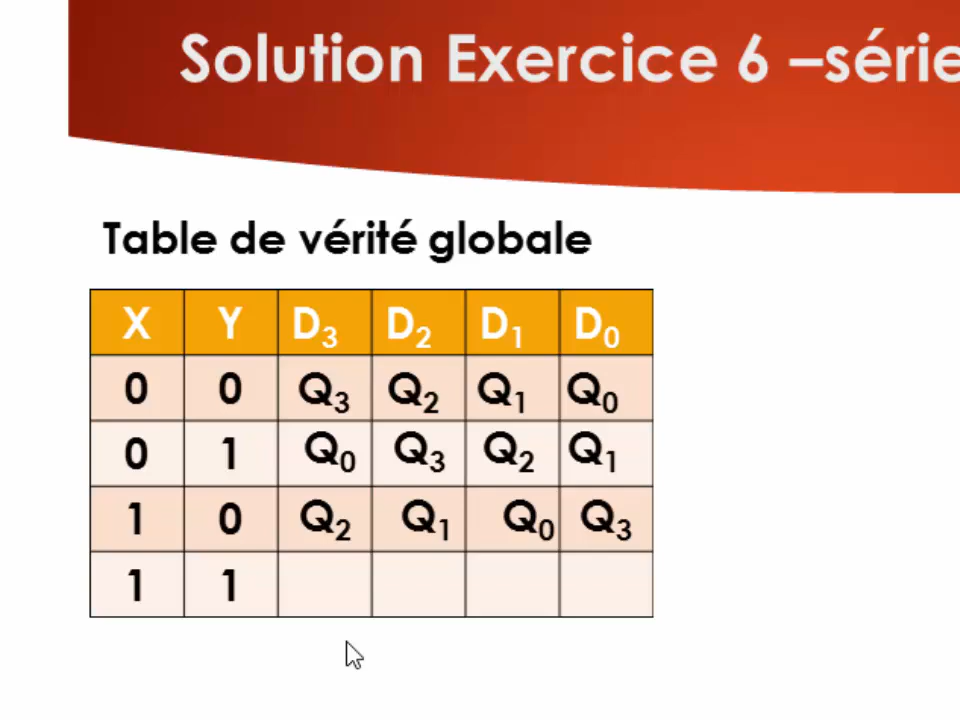 Solution Exercice 6 –série
Table de vérité globale
X Y D₃ D₂ D₁ D₀
0 0 Q₃ Q₂ Q₁ Q₀
0 1 Q₀ Q₃ Q₂ Q₁
1 0 Q₂ Q₁ Q₀ Q₃
1 1